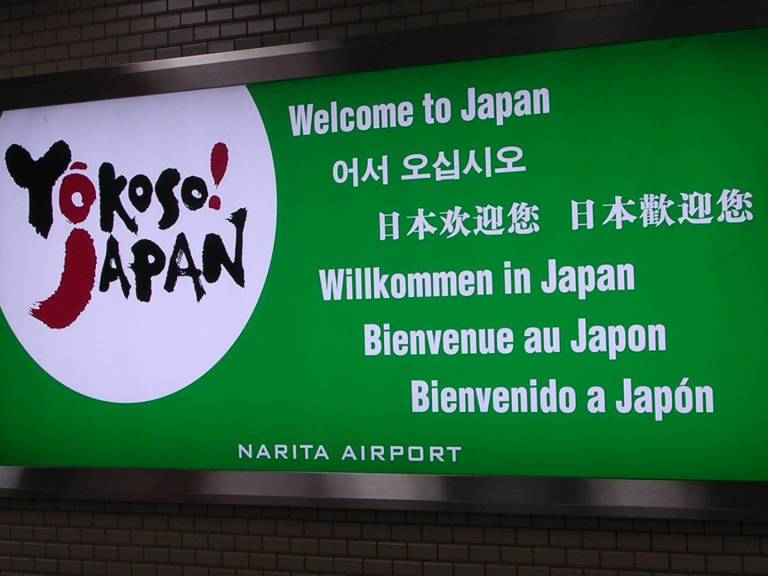 YŌKOSO!
JAPAN
Welcome to Japan
어서 오십시오
日本欢迎您 日本歡迎您
Willkommen in Japan
Bienvenue au Japon
Bienvenido a Japón
NARITA AIRPORT